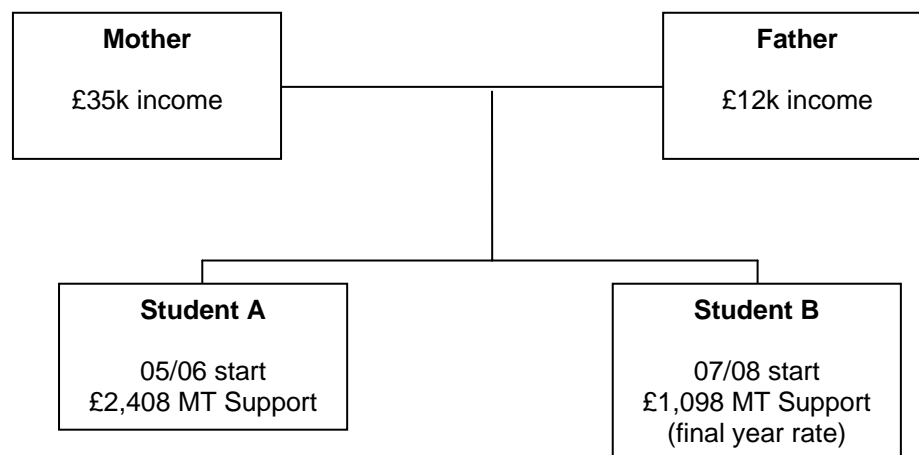 Mother
£35k income
Father
£12k income
Student A
05/06 start
£2,408 MT Support
Student B
07/08 start
£1,098 MT Support
(final year rate)